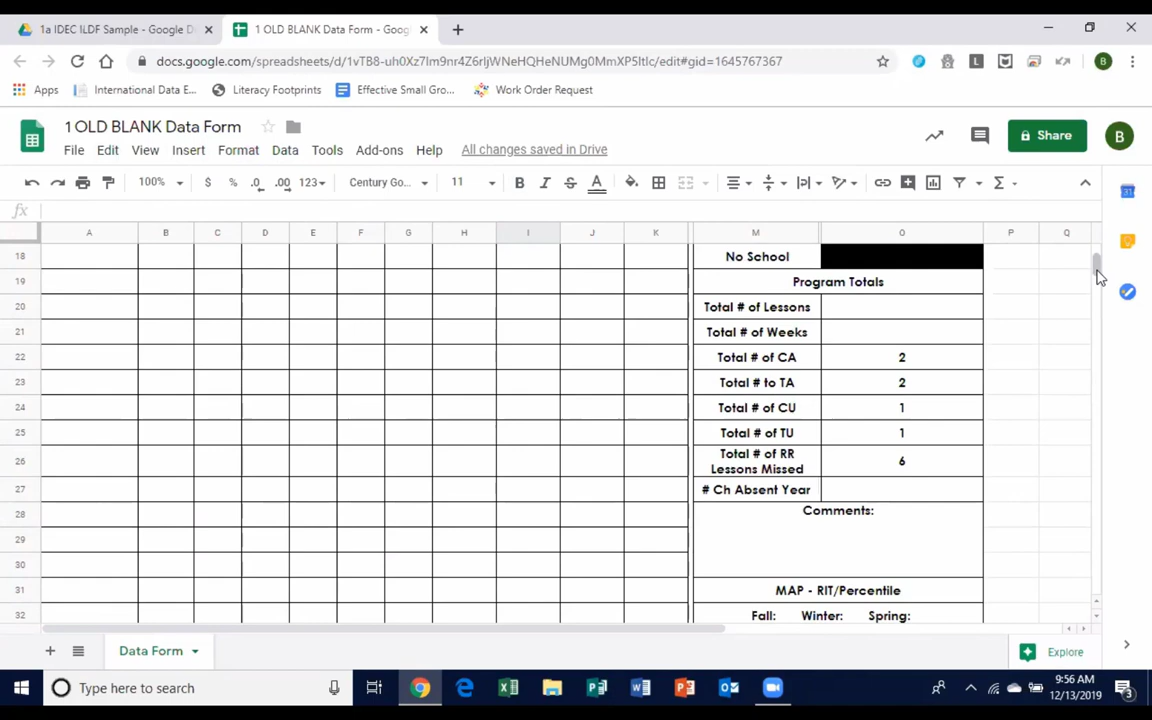 1a IDEC ILDF Sample - Google D
1 OLD BLANK Data Form - Goog
docs.google.com/spreadsheets/d/1vTB8-uh0Xz7lm9nr4Z6rIjWNeHQHeNUMg0MmXP5ltlc/edit#gid=1645767367
Apps International Data E... Literacy Footprints Effective Small Gro... Work Order Request
1 OLD BLANK Data Form
File Edit View Insert Format Data Tools Add-ons Help All changes saved in Drive
Share
B
100% $ % .0 .00 123 Century Go... 11 B I S A
fx
A B C D E F G H I J K M O P Q
18 No School
19 Program Totals
20 Total # of Lessons
21 Total # of Weeks
22 Total # of CA 2
23 Total # to TA 2
24 Total # of CU 1
25 Total # of TU 1
26 Total # of RR Lessons Missed 6
27 # Ch Absent Year
28 Comments:
29
30
31 MAP - RIT/Percentile
32 Fall: Winter: Spring:
Data Form
Explore
Type here to search
9:56 AM
12/13/2019
3